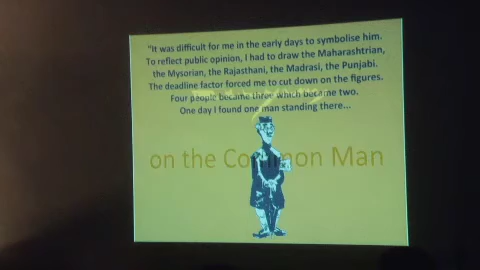 "It was difficult for me in the early days to symbolise him.
To reflect public opinion, I had to draw the Maharashtrian,
the Mysorian, the Rajasthani, the Madrasi, the Punjabi.
The deadline factor forced me to cut down on the figures.
Four people became three which became two.
One day I found one man standing there...
on the Common Man